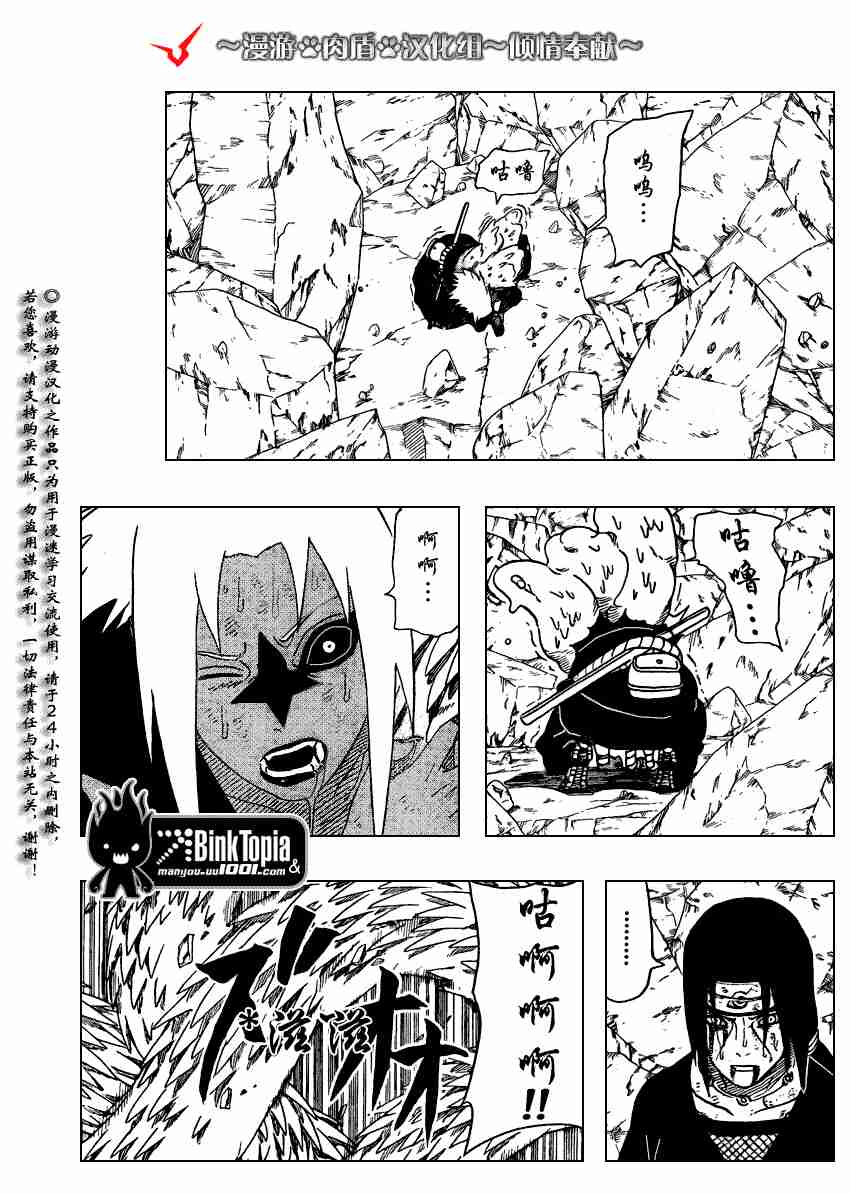 ～漫游肉盾汉化组～倾情奉献～
呜呜…
咕噜
咕噜…
啊啊…
………
咕啊啊啊!!
ズオオオ
*滋滋
BinkTopia
&
manyou-uu1001.com
◎漫游动漫汉化之作品只为用于漫迷学习交流使用，请于24小时之内删除，
若您喜欢，请支持购买正版，勿盗用谋取私利，一切法律责任与本站无关，谢谢！